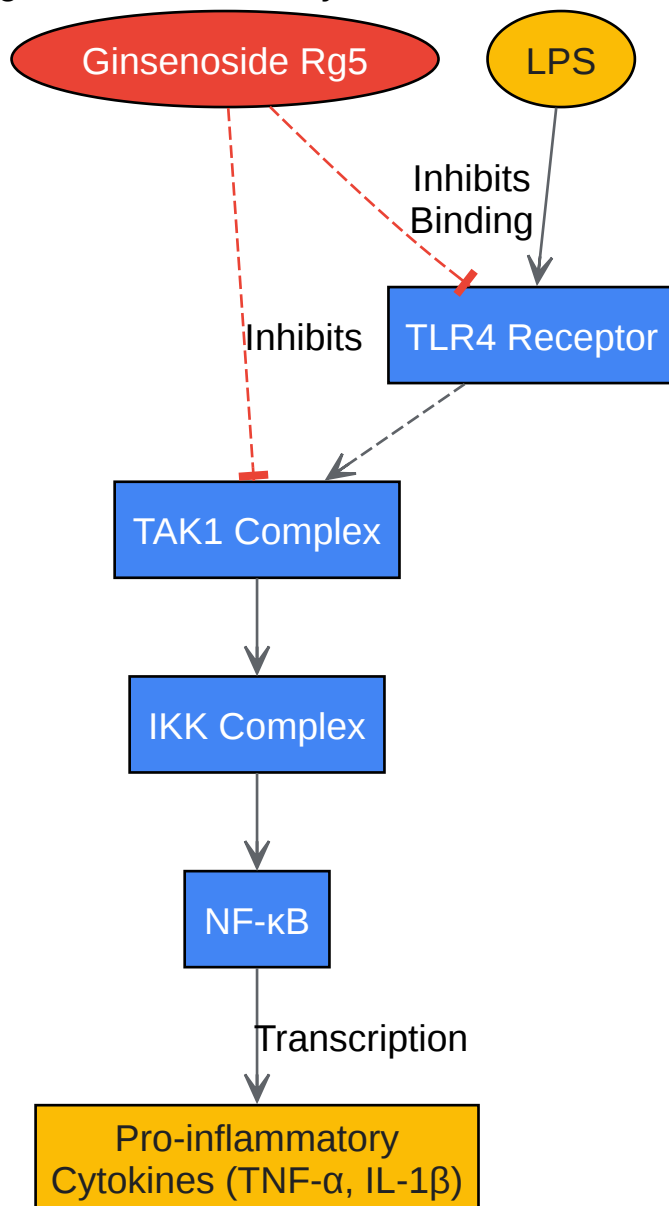 Ginsenoside Rg5
LPS
Inhibits
Binding
Inhibits
TLR4 Receptor
TAK1 Complex
IKK Complex
NF-κB
Transcription
Pro-inflammatory
Cytokines (TNF-α, IL-1β)